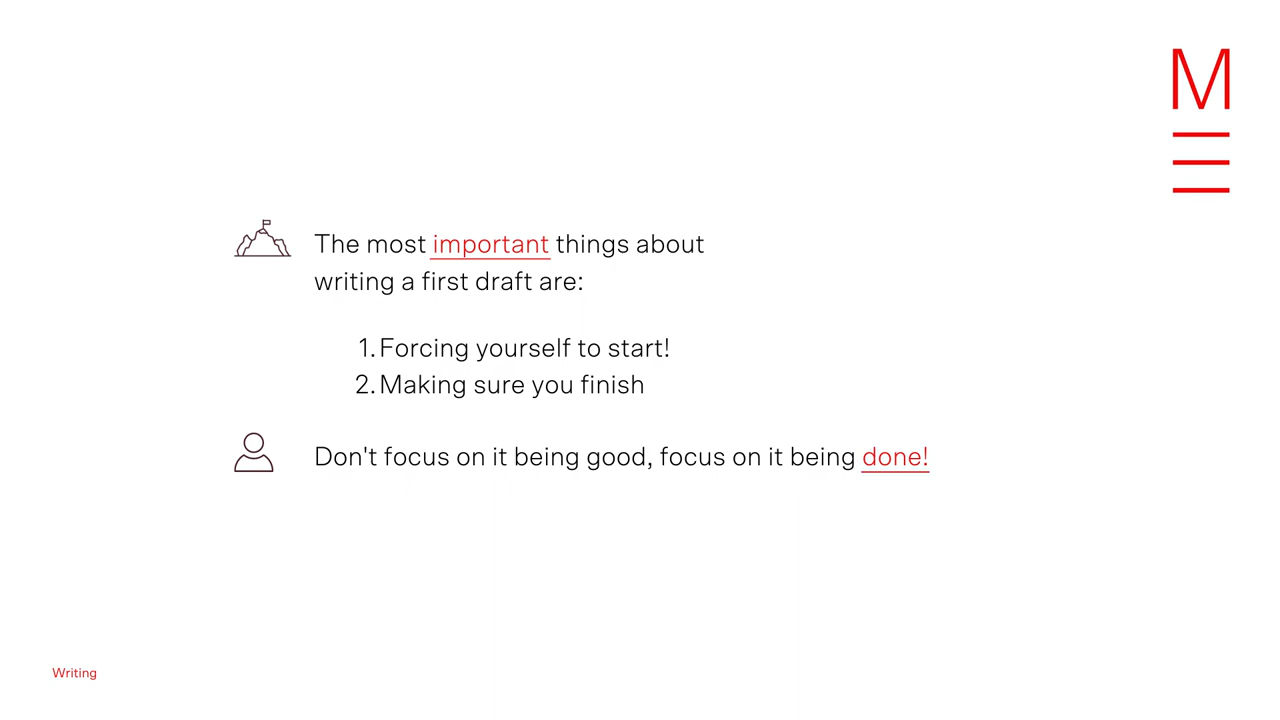 M
The most important things about
writing a first draft are:
1. Forcing yourself to start!
2. Making sure you finish
Don't focus on it being good, focus on it being done!
Writing